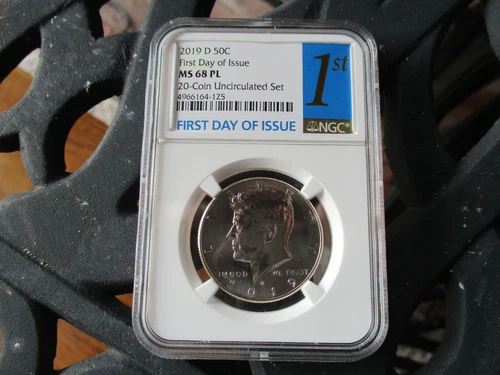 2019 D 50C
First Day of Issue
MS 68 PL
20-Coin Uncirculated Set
4966164-125
1st
FIRST DAY OF ISSUE
NGC
IN GOD WE TRUST
D
2019